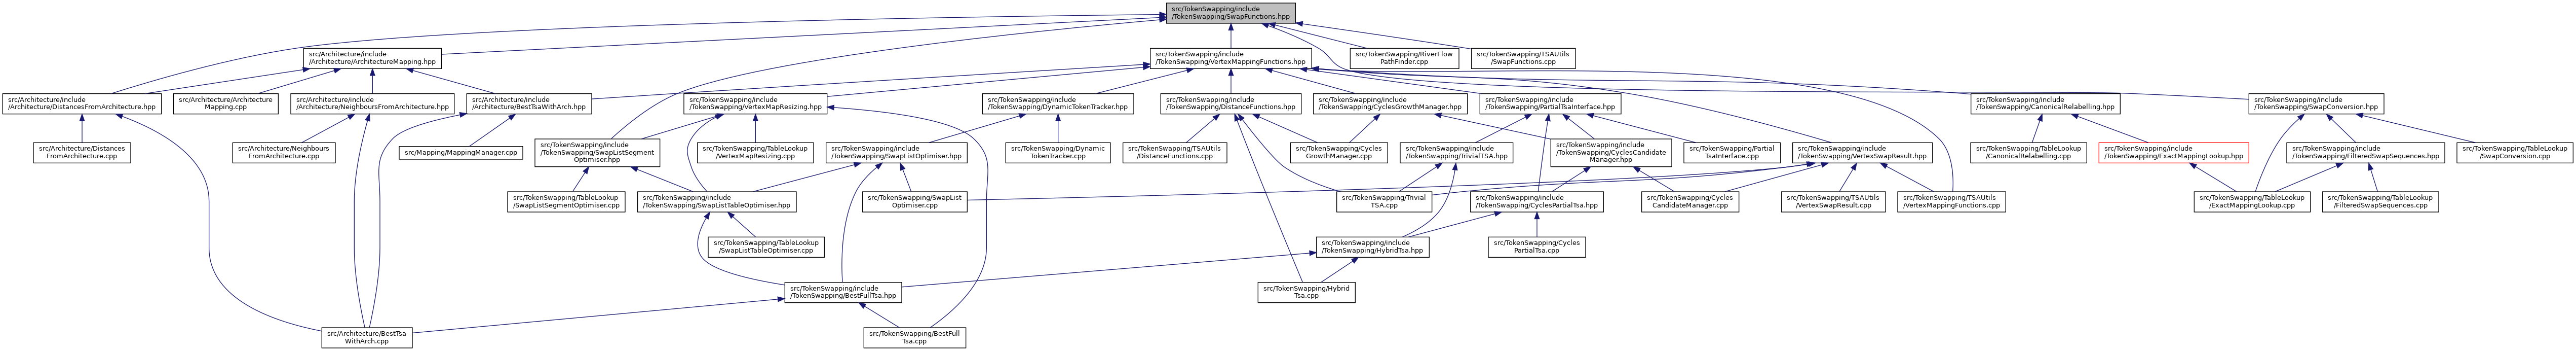 src/TokenSwapping/include
/TokenSwapping/SwapFunctions.hpp
src/Architecture/include
/Architecture/ArchitectureMapping.hpp
src/TokenSwapping/include
/TokenSwapping/VertexMappingFunctions.hpp
src/TokenSwapping/RiverFlow
PathFinder.cpp
src/TokenSwapping/TSAUtils
/SwapFunctions.cpp
src/Architecture/include
/Architecture/DistancesFromArchitecture.hpp
src/Architecture/Architecture
Mapping.cpp
src/Architecture/include
/Architecture/NeighboursFromArchitecture.hpp
src/Architecture/include
/Architecture/BestTsaWithArch.hpp
src/TokenSwapping/include
/TokenSwapping/VertexMapResizing.hpp
src/TokenSwapping/include
/TokenSwapping/DynamicTokenTracker.hpp
src/TokenSwapping/include
/TokenSwapping/DistanceFunctions.hpp
src/TokenSwapping/include
/TokenSwapping/CyclesGrowthManager.hpp
src/TokenSwapping/include
/TokenSwapping/PartialTsaInterface.hpp
src/TokenSwapping/include
/TokenSwapping/CanonicalRelabelling.hpp
src/TokenSwapping/include
/TokenSwapping/SwapConversion.hpp
src/Architecture/Distances
FromArchitecture.cpp
src/Architecture/Neighbours
FromArchitecture.cpp
src/Mapping/MappingManager.cpp
src/TokenSwapping/include
/TokenSwapping/SwapListSegment
Optimiser.hpp
src/TokenSwapping/TableLookup
/VertexMapResizing.cpp
src/TokenSwapping/include
/TokenSwapping/SwapListOptimiser.hpp
src/TokenSwapping/Dynamic
TokenTracker.cpp
src/TokenSwapping/TSAUtils
/DistanceFunctions.cpp
src/TokenSwapping/Cycles
GrowthManager.cpp
src/TokenSwapping/include
/TokenSwapping/TrivialTSA.hpp
src/TokenSwapping/include
/TokenSwapping/CyclesCandidate
Manager.hpp
src/TokenSwapping/Partial
TsaInterface.cpp
src/TokenSwapping/include
/TokenSwapping/VertexSwapResult.hpp
src/TokenSwapping/TableLookup
/CanonicalRelabelling.cpp
src/TokenSwapping/include
/TokenSwapping/ExactMappingLookup.hpp
src/TokenSwapping/include
/TokenSwapping/FilteredSwapSequences.hpp
src/TokenSwapping/TableLookup
/SwapConversion.cpp
src/TokenSwapping/TableLookup
/SwapListSegmentOptimiser.cpp
src/TokenSwapping/include
/TokenSwapping/SwapListTableOptimiser.hpp
src/TokenSwapping/SwapList
Optimiser.cpp
src/TokenSwapping/Trivial
TSA.cpp
src/TokenSwapping/include
/TokenSwapping/CyclesPartialTsa.hpp
src/TokenSwapping/Cycles
CandidateManager.cpp
src/TokenSwapping/TSAUtils
/VertexSwapResult.cpp
src/TokenSwapping/TSAUtils
/VertexMappingFunctions.cpp
src/TokenSwapping/TableLookup
/ExactMappingLookup.cpp
src/TokenSwapping/TableLookup
/FilteredSwapSequences.cpp
src/TokenSwapping/TableLookup
/SwapListTableOptimiser.cpp
src/TokenSwapping/include
/TokenSwapping/HybridTsa.hpp
src/TokenSwapping/Cycles
PartialTsa.cpp
src/TokenSwapping/include
/TokenSwapping/BestFullTsa.hpp
src/TokenSwapping/Hybrid
Tsa.cpp
src/Architecture/BestTsa
WithArch.cpp
src/TokenSwapping/BestFull
Tsa.cpp